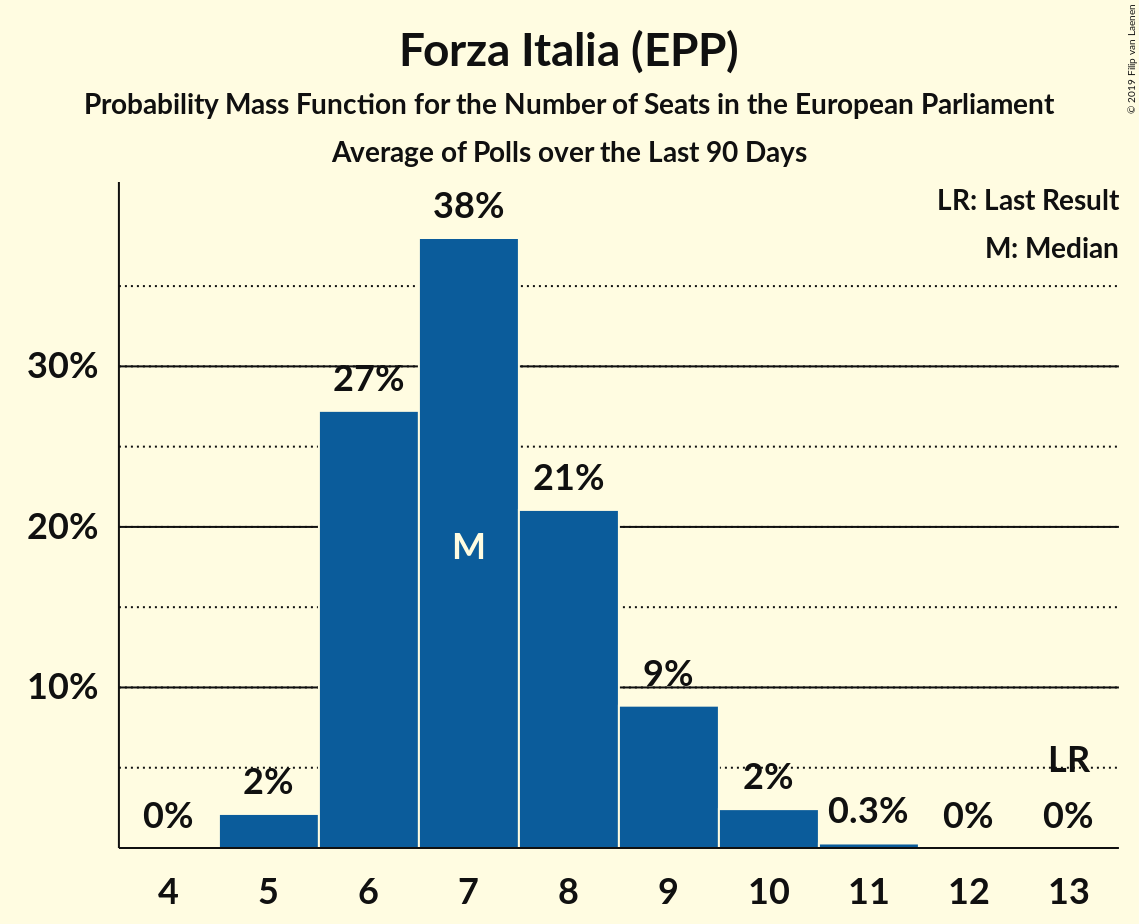 Forza Italia (EPP)
Probability Mass Function for the Number of Seats in the European Parliament
Average of Polls over the Last 90 Days
© 2019 Filip van Laenen
LR: Last Result
M: Median
38%
30%
27%
21%
20%
M
9%
10%
LR
2%
2%
0%
0.3%
0%
0%
4 5 6 7 8 9 10 11 12 13